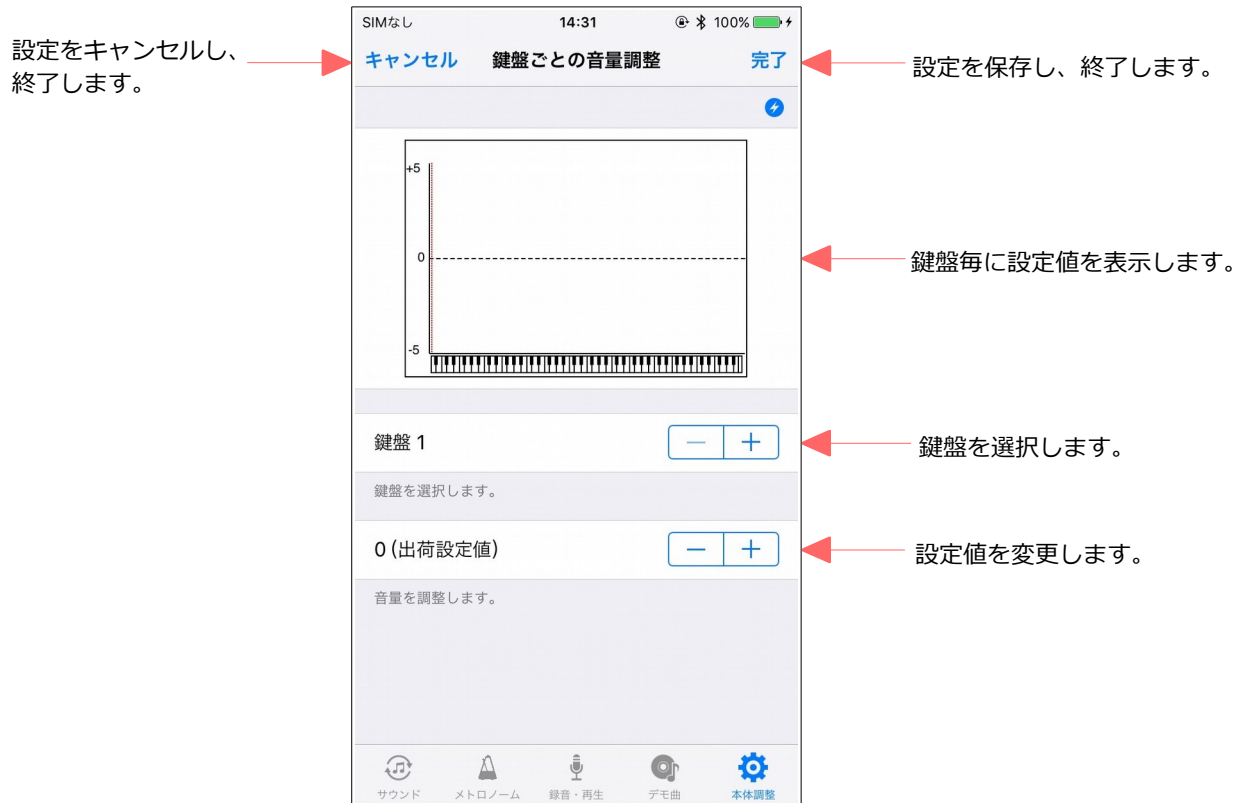 SIMなし 14:31 100%
設定をキャンセルし、
終了します。
キャンセル 鍵盤ごとの音量調整 完了
設定を保存し、終了します。
+5
0
-5
鍵盤毎に設定値を表示します。
鍵盤 1 − +
鍵盤を選択します。
鍵盤を選択します。
0 (出荷設定値) − +
設定値を変更します。
音量を調整します。
サウンド メトロノーム 録音・再生 デモ曲 本体調整